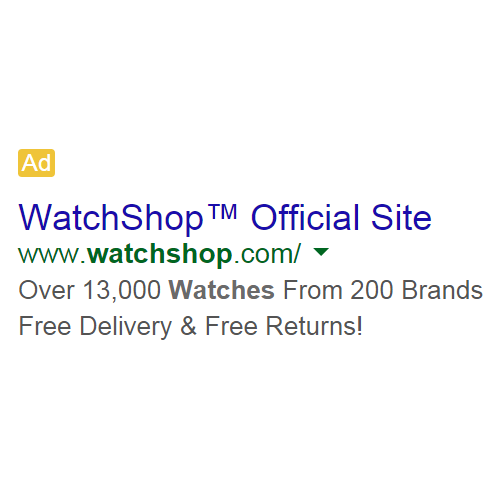 Ad
WatchShop™ Official Site
www.watchshop.com/
Over 13,000 Watches From 200 Brands
Free Delivery & Free Returns!